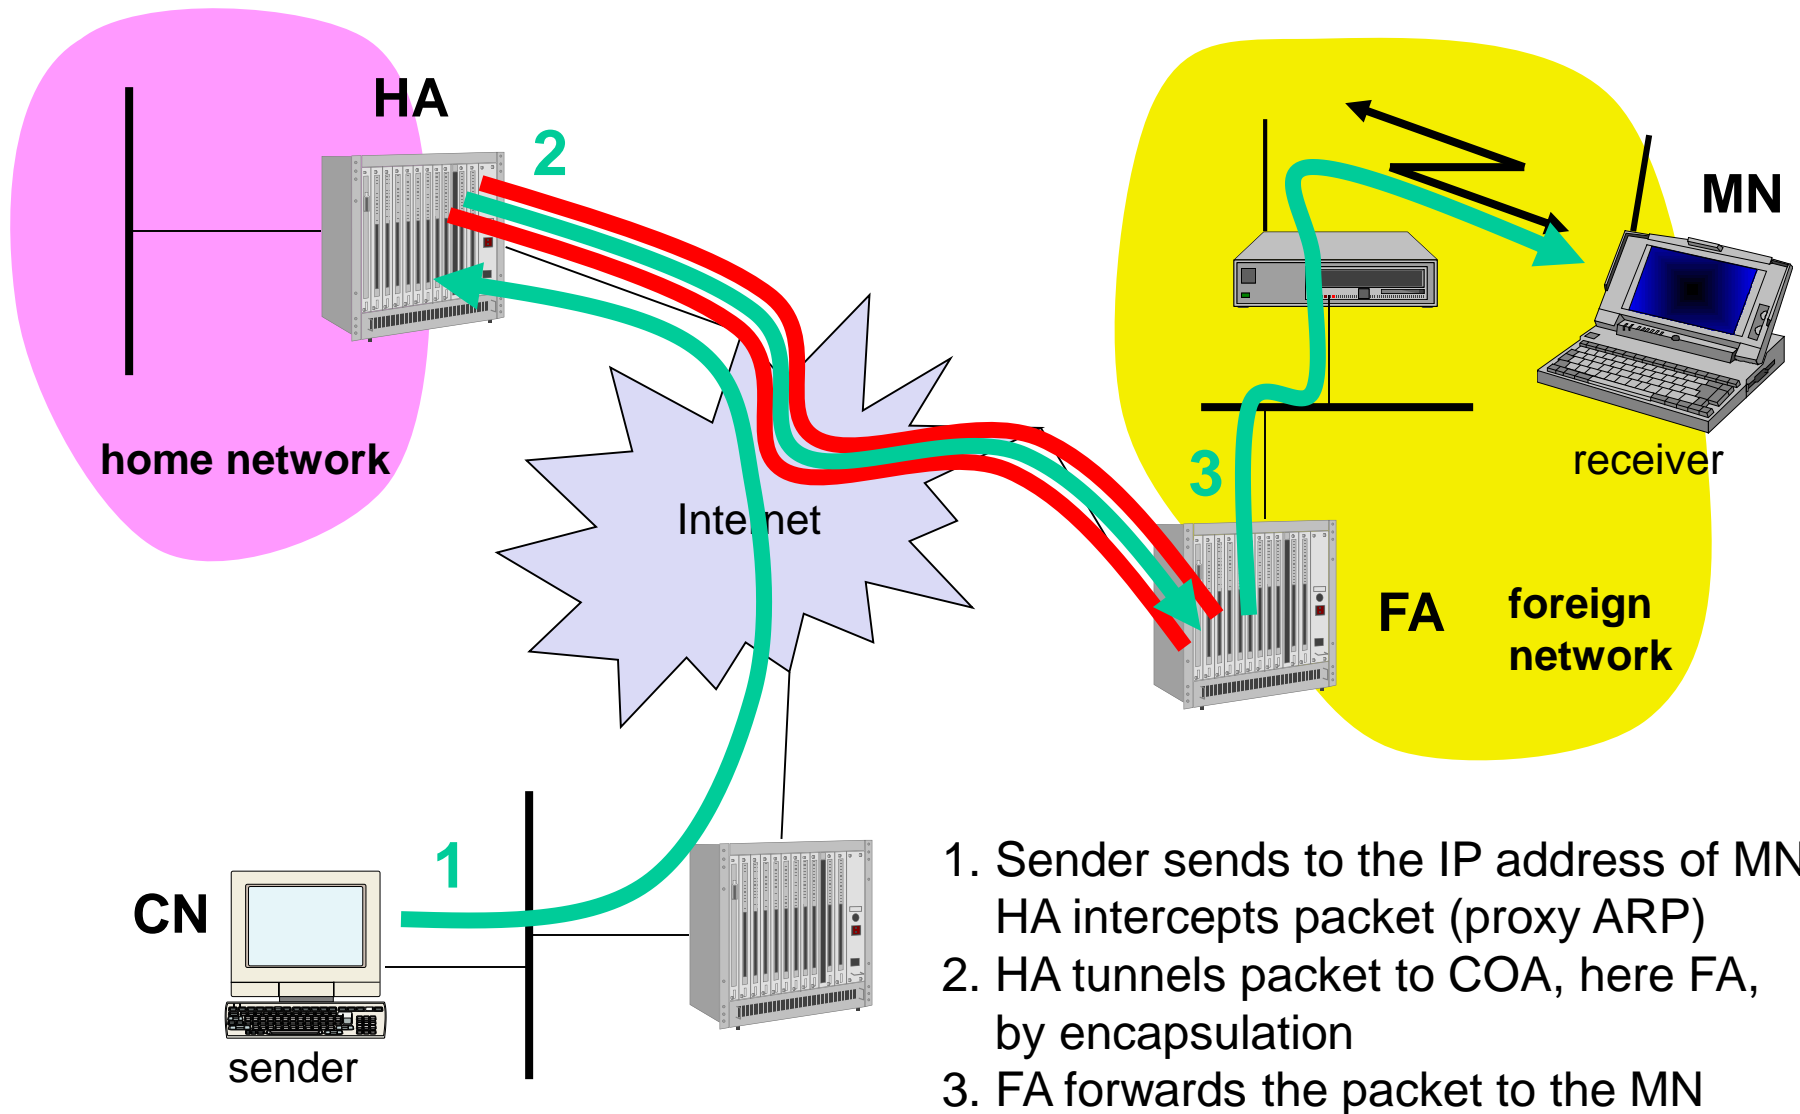 HA
2
MN
home network
Internet
3
receiver
FA
foreign
network
1
CN
sender
1. Sender sends to the IP address of MN
HA intercepts packet (proxy ARP)
2. HA tunnels packet to COA, here FA,
by encapsulation
3. FA forwards the packet to the MN